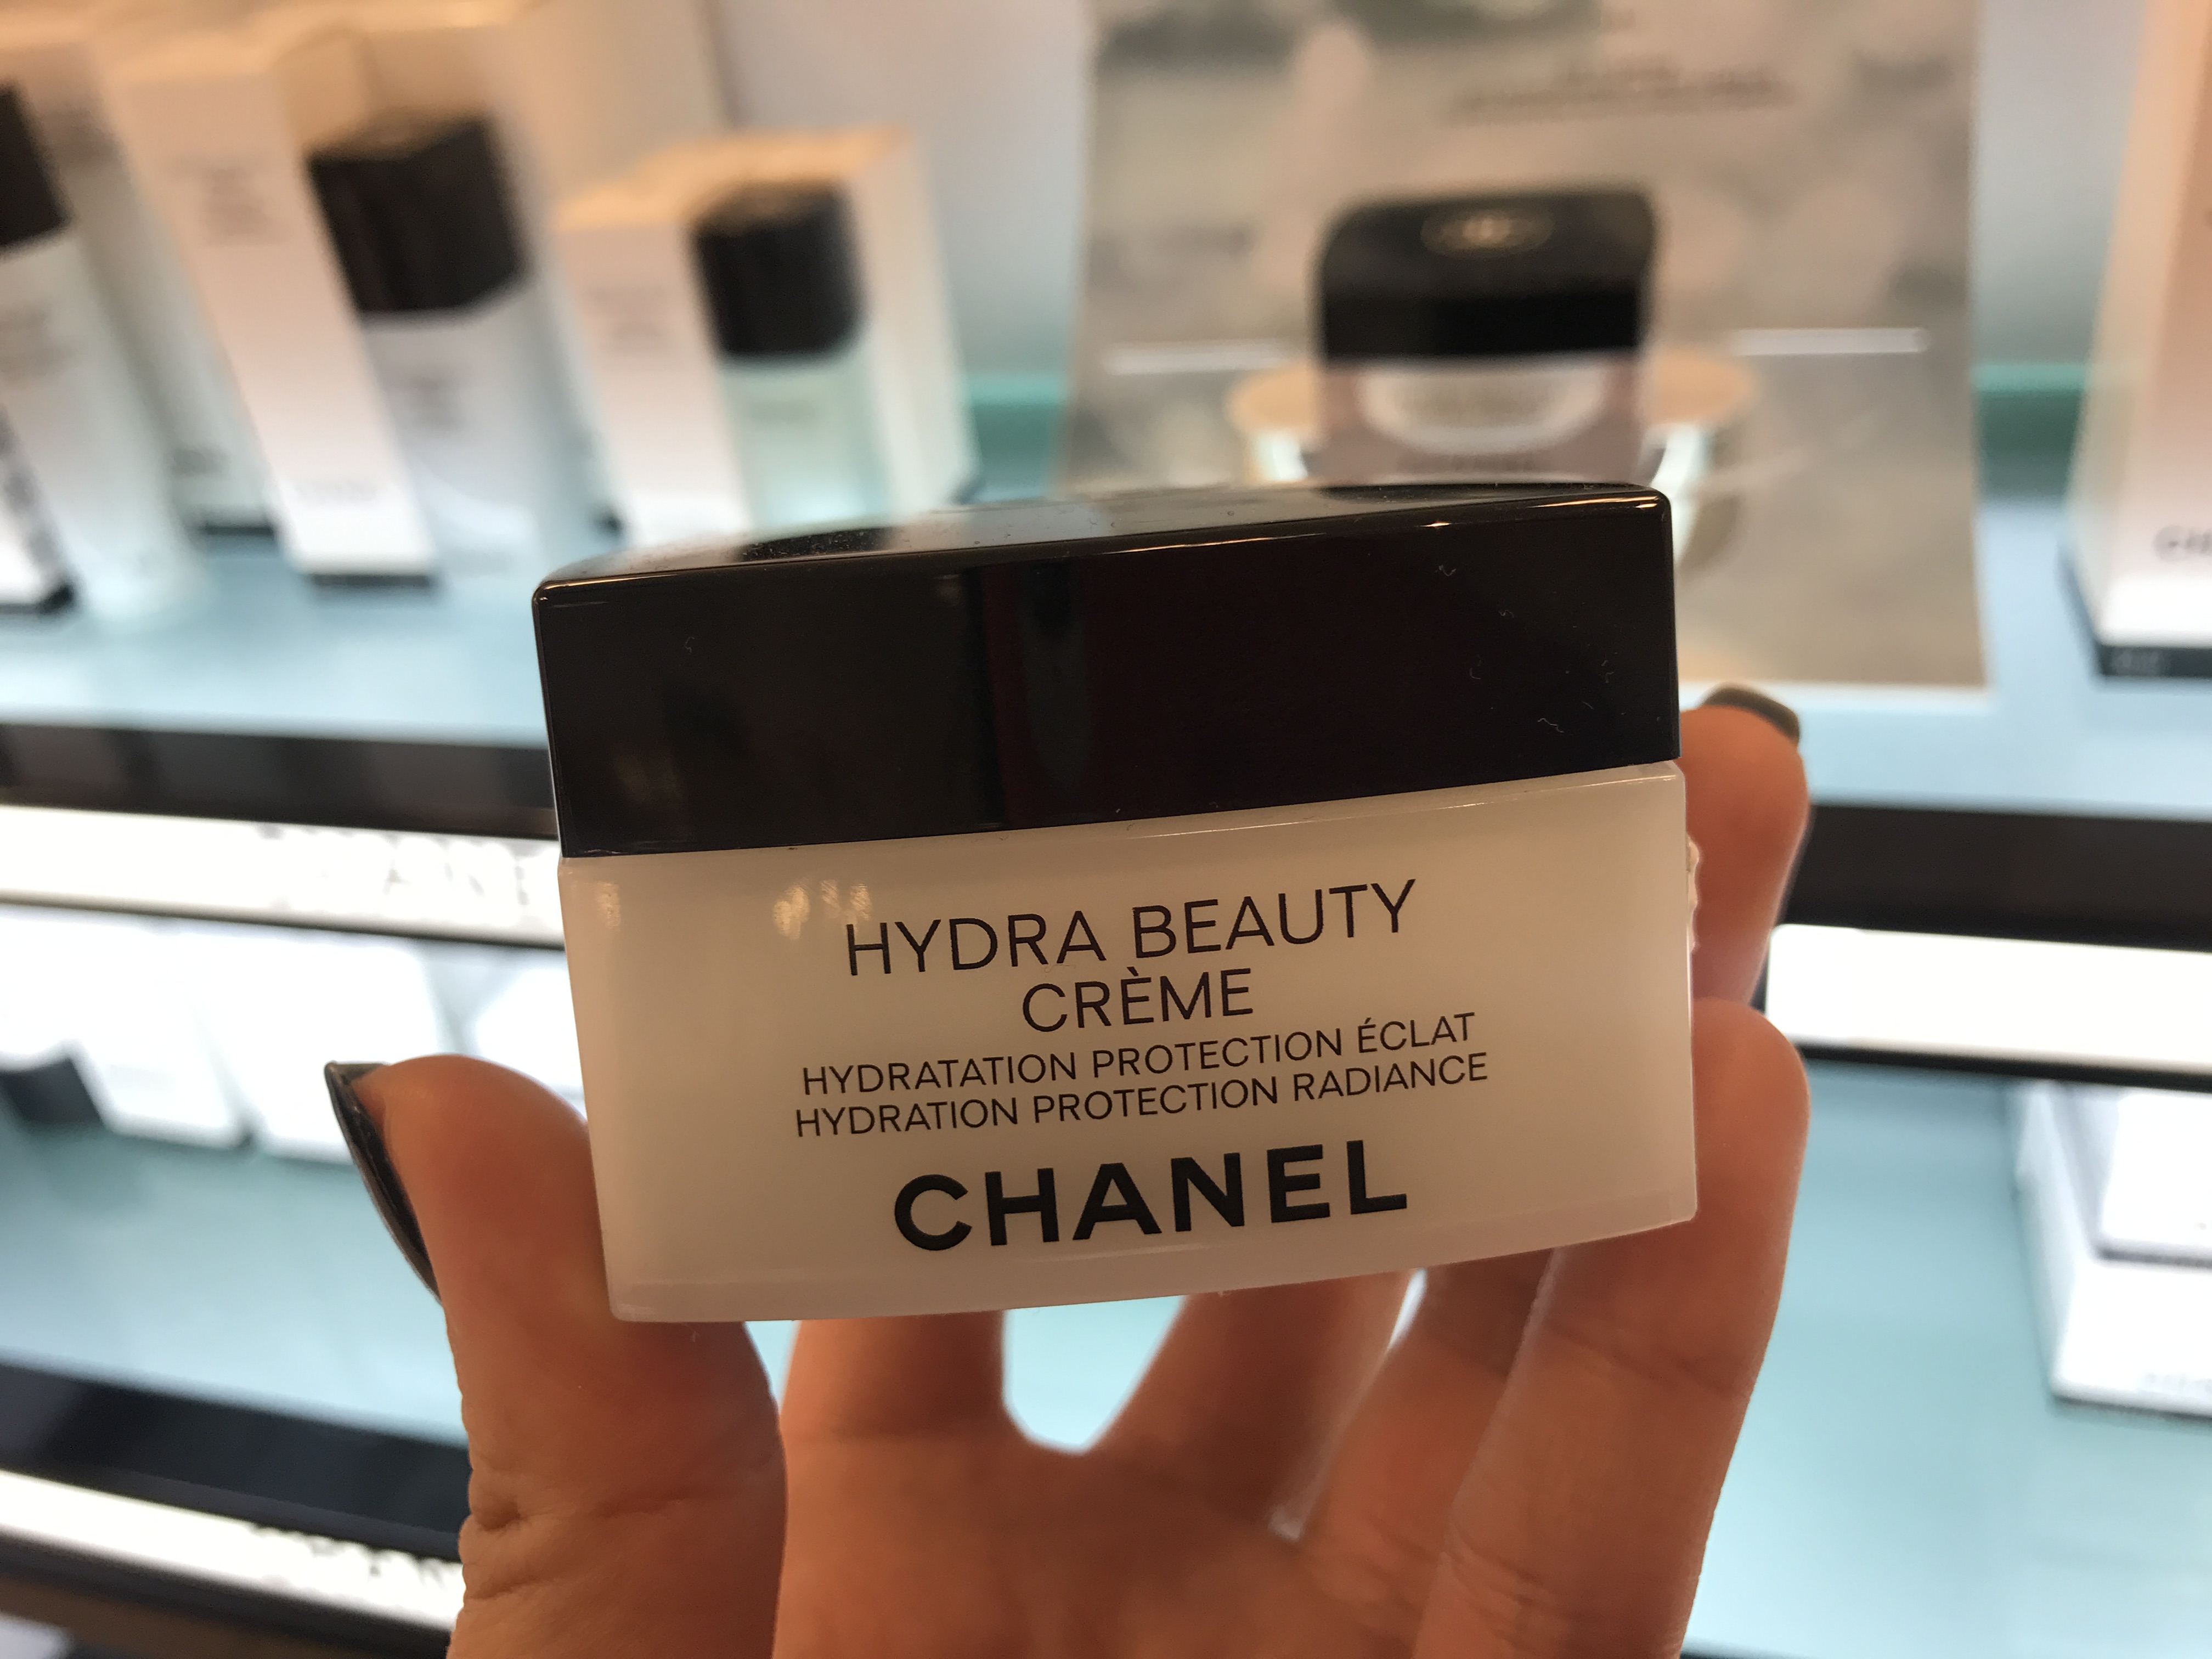 HYDRA BEAUTY
CRÈME
HYDRATATION PROTECTION ÉCLAT
HYDRATION PROTECTION RADIANCE
CHANEL